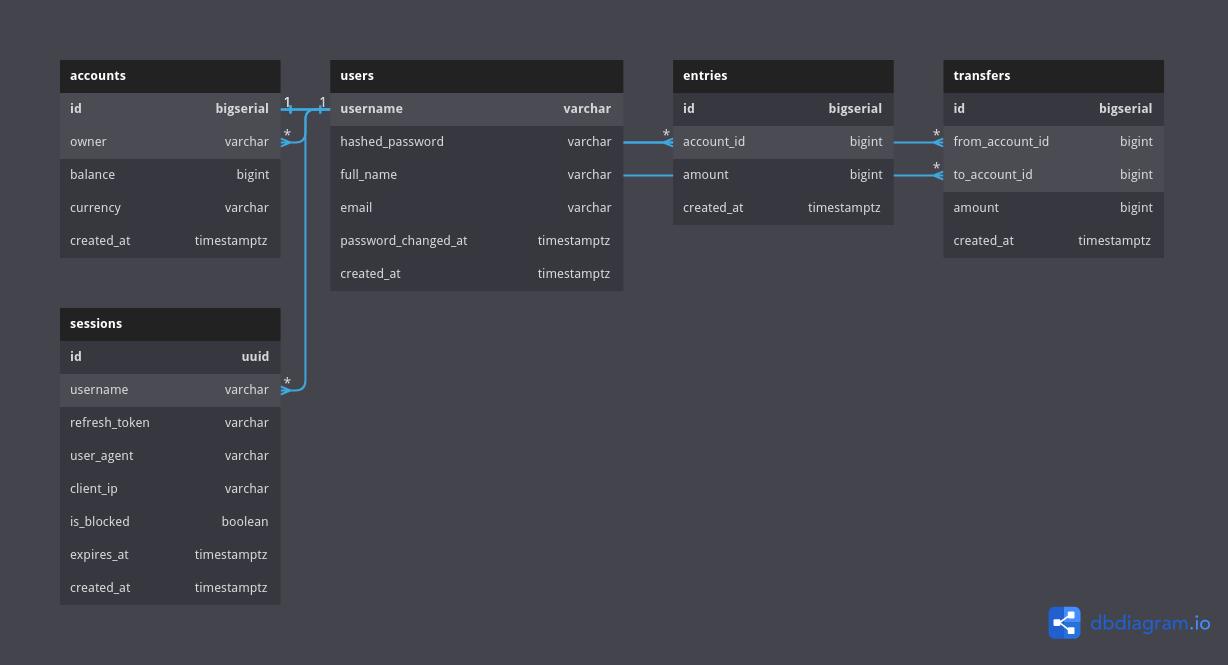 accounts
id bigserial
owner varchar
balance bigint
currency varchar
created_at timestamptz
1
*
1
users
username varchar
hashed_password varchar
full_name varchar
email varchar
password_changed_at timestamptz
created_at timestamptz
*
entries
id bigserial
account_id bigint
amount bigint
created_at timestamptz
*
*
transfers
id bigserial
from_account_id bigint
to_account_id bigint
amount bigint
created_at timestamptz
sessions
id uuid
username varchar
refresh_token varchar
user_agent varchar
client_ip varchar
is_blocked boolean
expires_at timestamptz
created_at timestamptz
*
dbdiagram.io